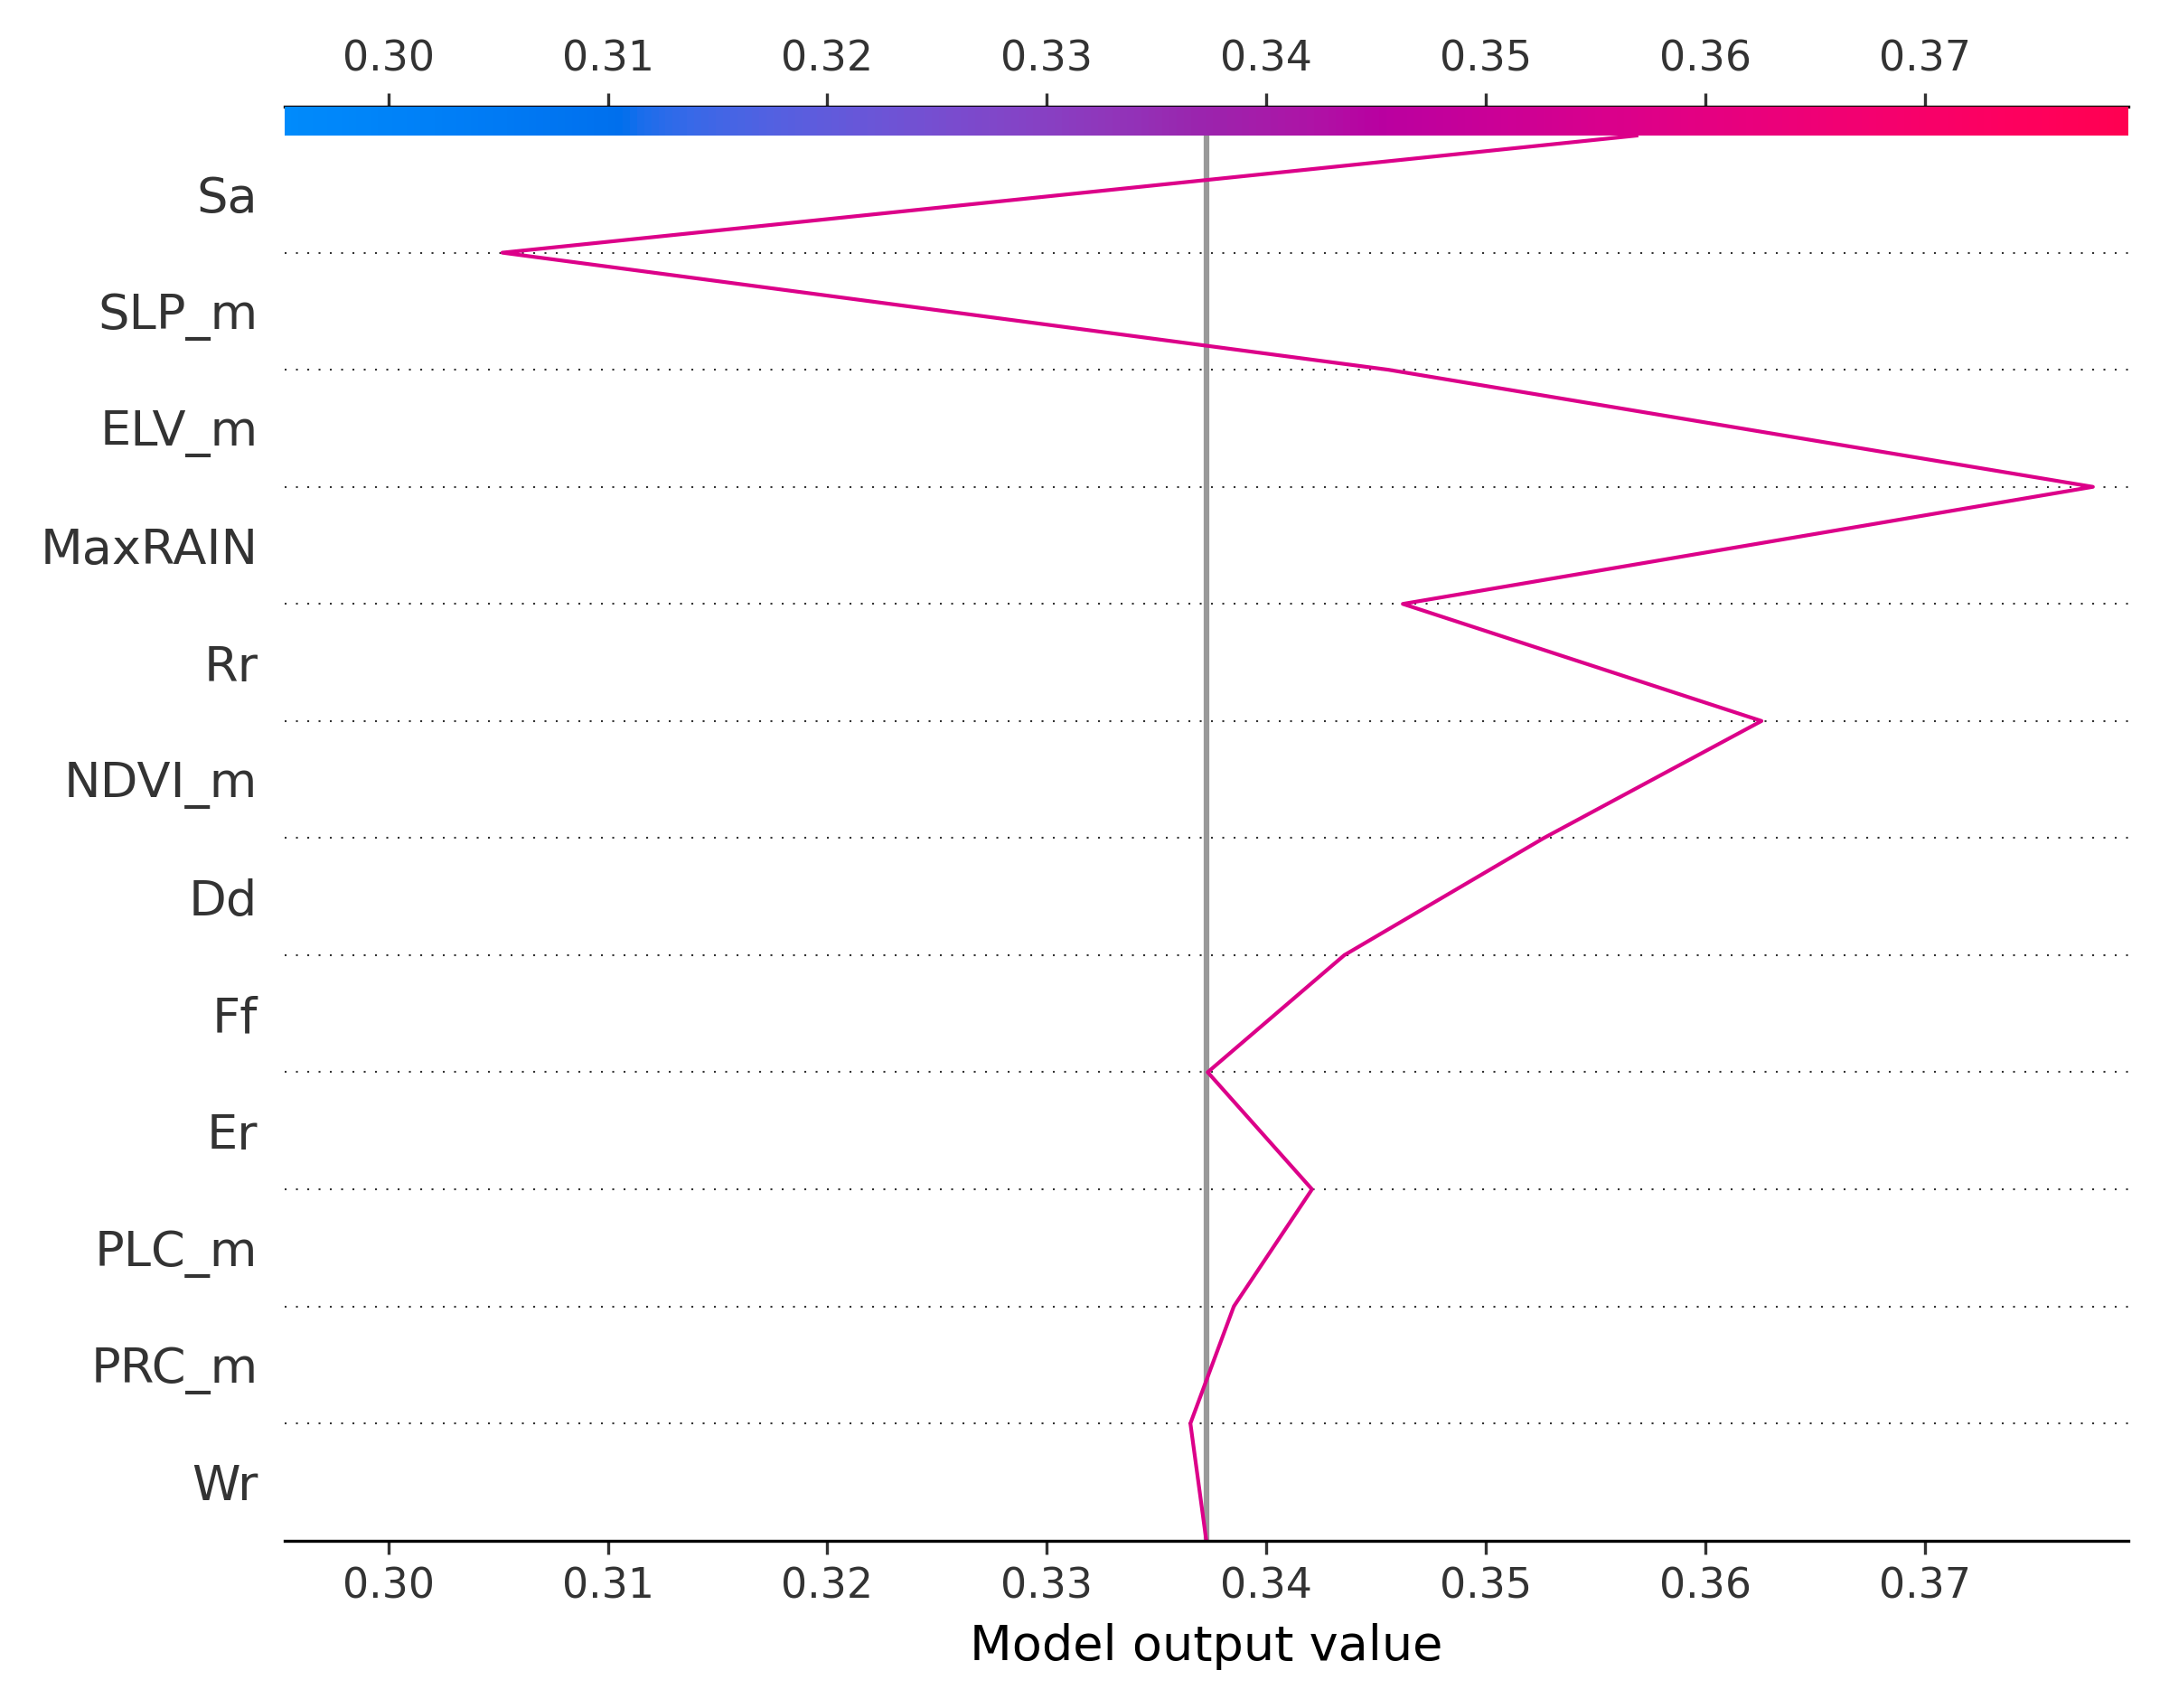 0.30 0.31 0.32 0.33 0.34 0.35 0.36 0.37
Sa
SLP_m
ELV_m
MaxRAIN
Rr
NDVI_m
Dd
Ff
Er
PLC_m
PRC_m
Wr
0.30 0.31 0.32 0.33 0.34 0.35 0.36 0.37
Model output value